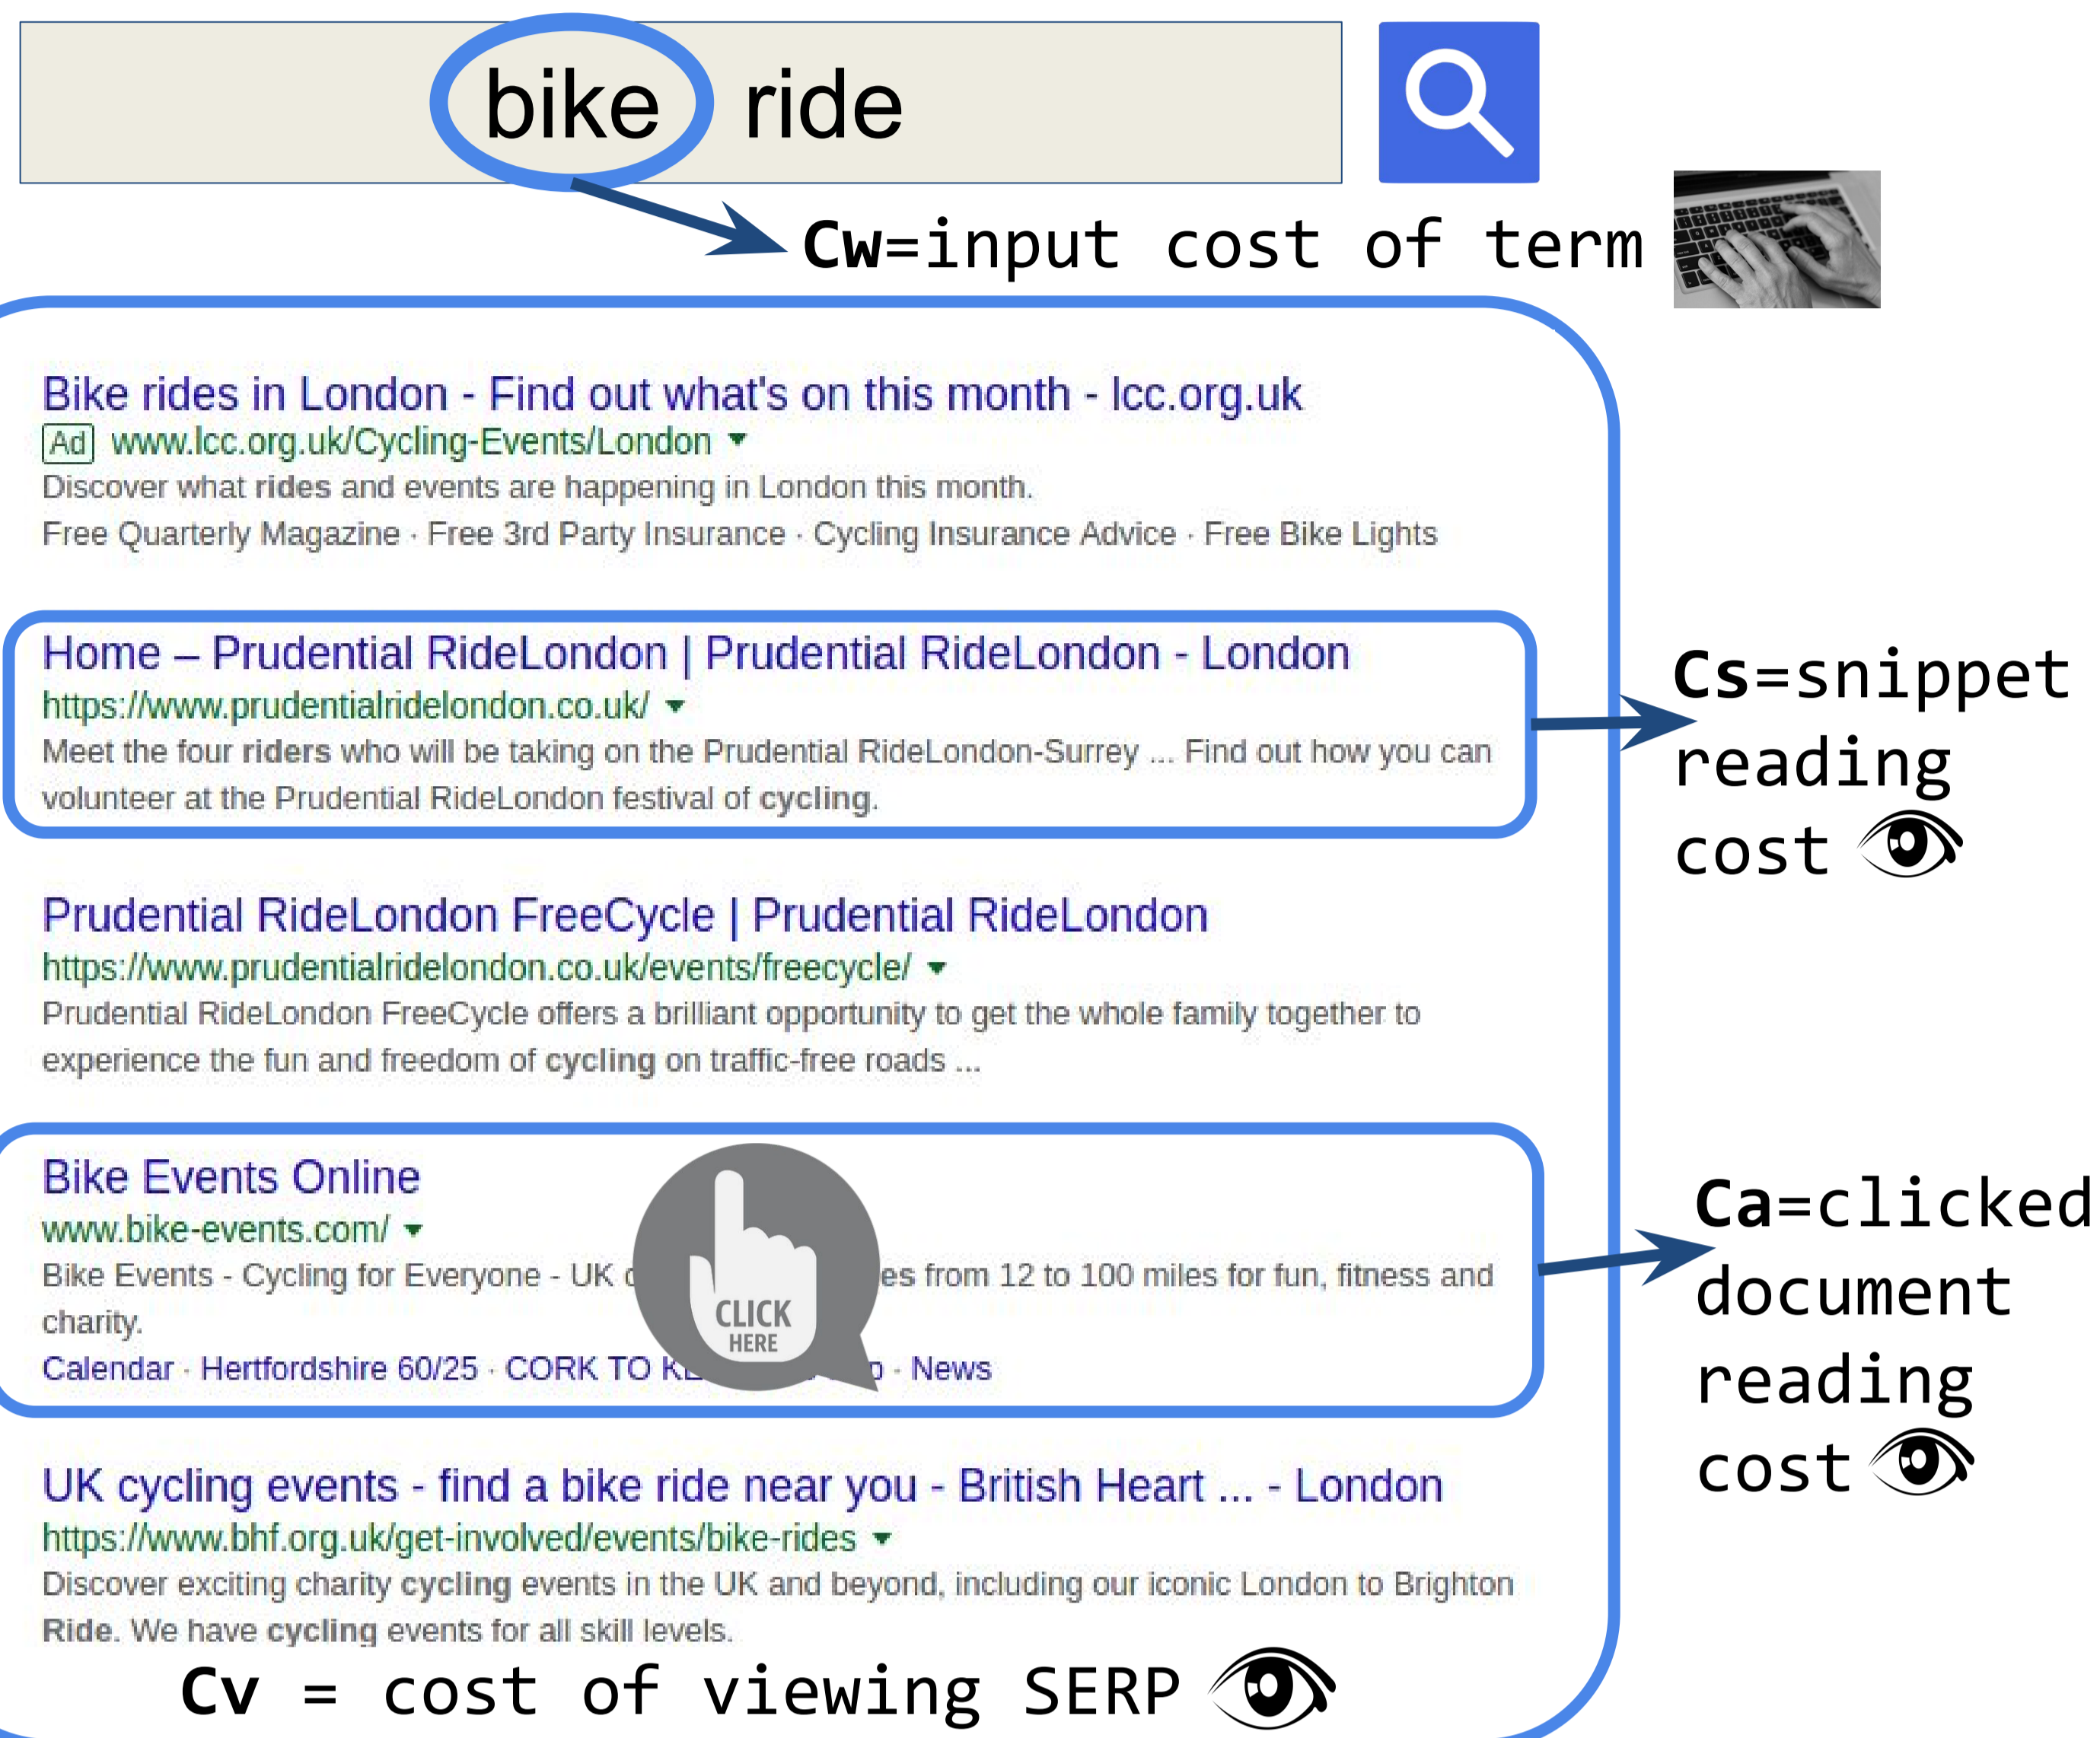 bike ride
Cw=input cost of term
Bike rides in London - Find out what's on this month - lcc.org.uk
Ad www.lcc.org.uk/Cycling-Events/London
Discover what rides and events are happening in London this month.
Free Quarterly Magazine · Free 3rd Party Insurance · Cycling Insurance Advice · Free Bike Lights
Home – Prudential RideLondon | Prudential RideLondon - London
https://www.prudentialridelondon.co.uk/
Meet the four riders who will be taking on the Prudential RideLondon-Surrey ... Find out how you can
volunteer at the Prudential RideLondon festival of cycling.
Cs=snippet
reading
cost
Prudential RideLondon FreeCycle | Prudential RideLondon
https://www.prudentialridelondon.co.uk/events/freecycle/
Prudential RideLondon FreeCycle offers a brilliant opportunity to get the whole family together to
experience the fun and freedom of cycling on traffic-free roads ...
Bike Events Online
www.bike-events.com/
Bike Events - Cycling for Everyone - UK from 12 to 100 miles for fun, fitness and
charity.
Calendar · Hertfordshire 60/25 · CORK TO · News
CLICK
HERE
Ca=clicked
document
reading
cost
UK cycling events - find a bike ride near you - British Heart ... - London
https://www.bhf.org.uk/get-involved/events/bike-rides
Discover exciting charity cycling events in the UK and beyond, including our iconic London to Brighton
Ride. We have cycling events for all skill levels.
Cv = cost of viewing SERP